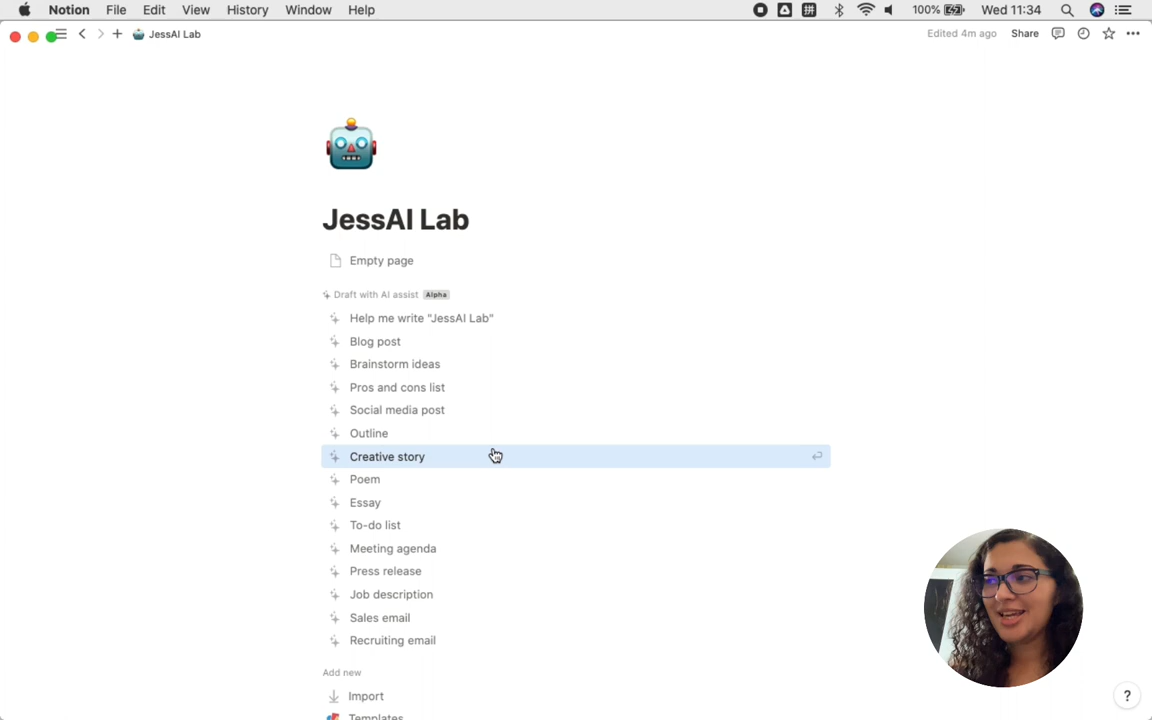 Notion File Edit View History Window Help 100% Wed 11:34
JessAI Lab Edited 4m ago Share
JessAI Lab
Empty page
Draft with AI assist Alpha
Help me write "JessAI Lab"
Blog post
Brainstorm ideas
Pros and cons list
Social media post
Outline
Creative story
Poem
Essay
To-do list
Meeting agenda
Press release
Job description
Sales email
Recruiting email
Add new
Import
Templates
?